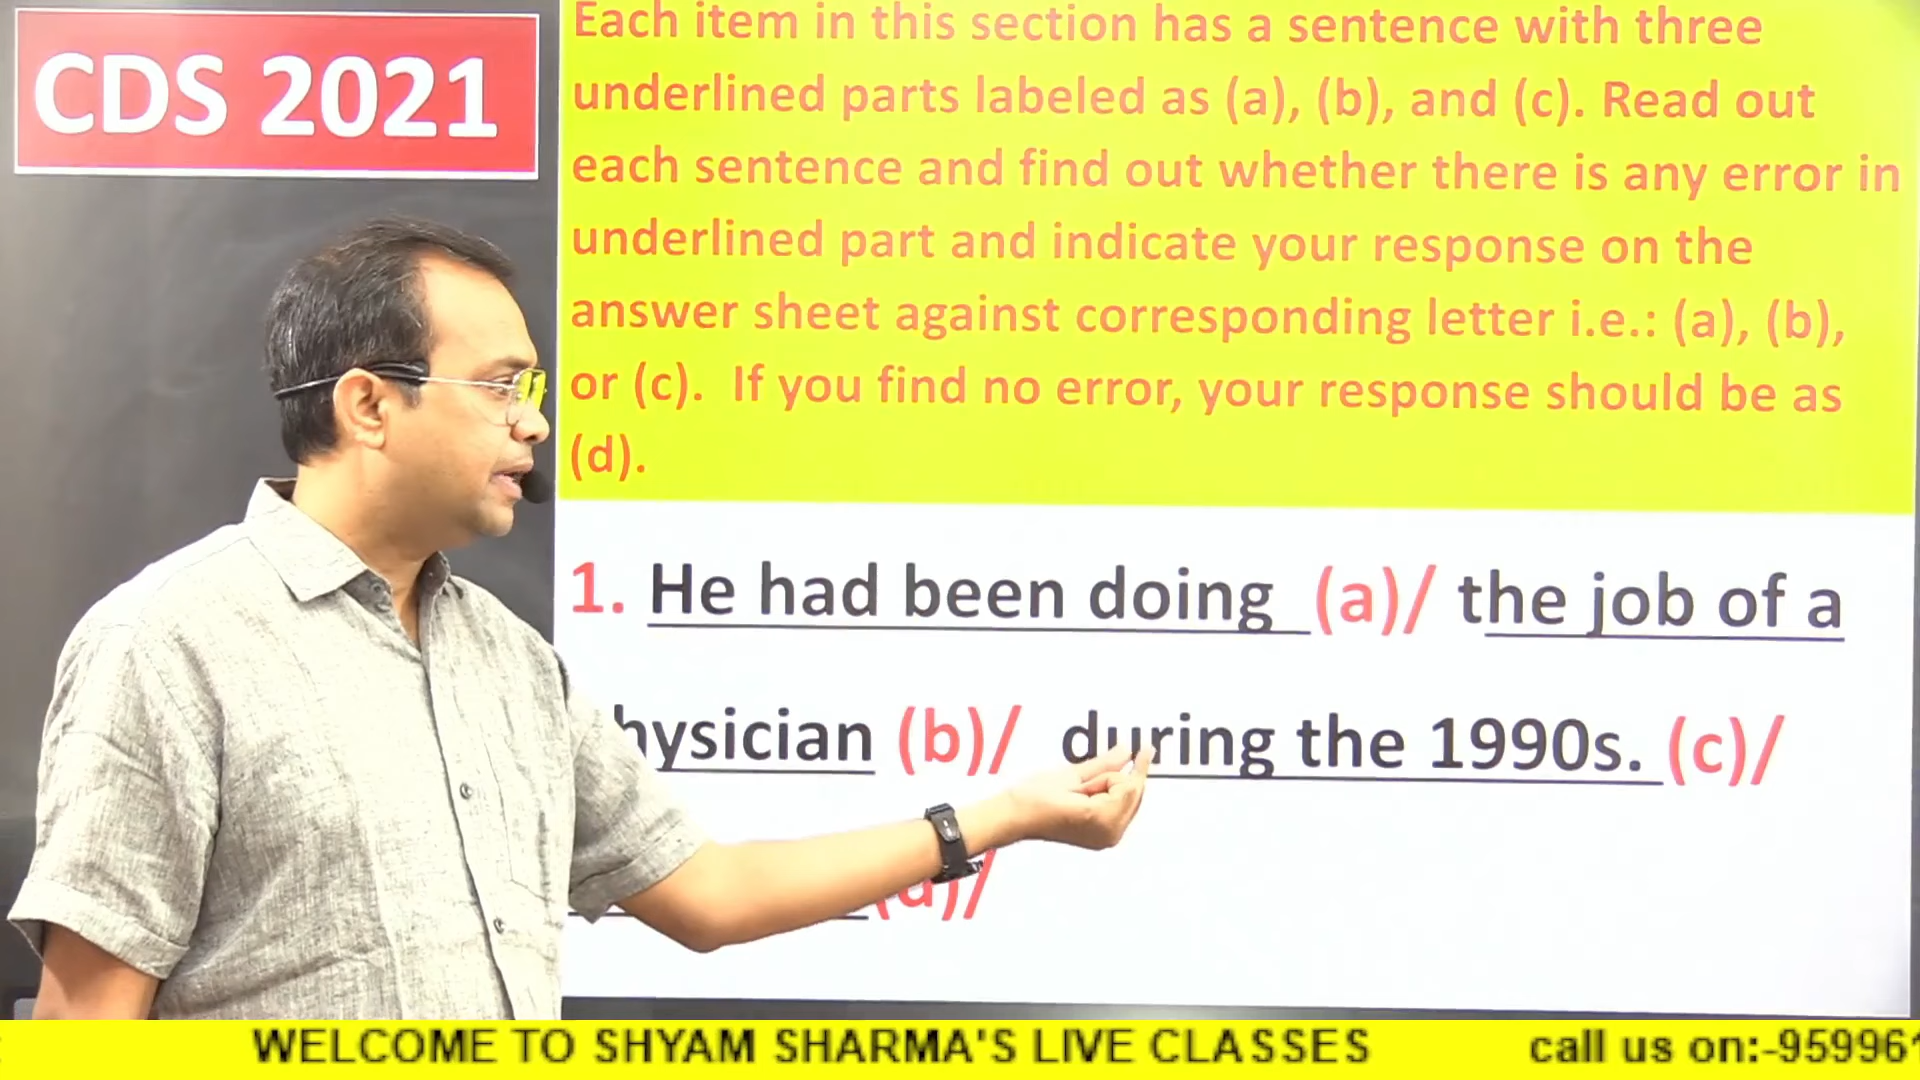 CDS 2021
Each item in this section has a sentence with three
underlined parts labeled as (a), (b), and (c). Read out
each sentence and find out whether there is any error in
underlined part and indicate your response on the
answer sheet against corresponding letter i.e.: (a), (b),
or (c). If you find no error, your response should be as
(d).
1. He had been doing (a)/ the job of a
hysician (b)/ during the 1990s. (c)/
(d)/
WELCOME TO SHYAM SHARMA'S LIVE CLASSES call us on:-959961